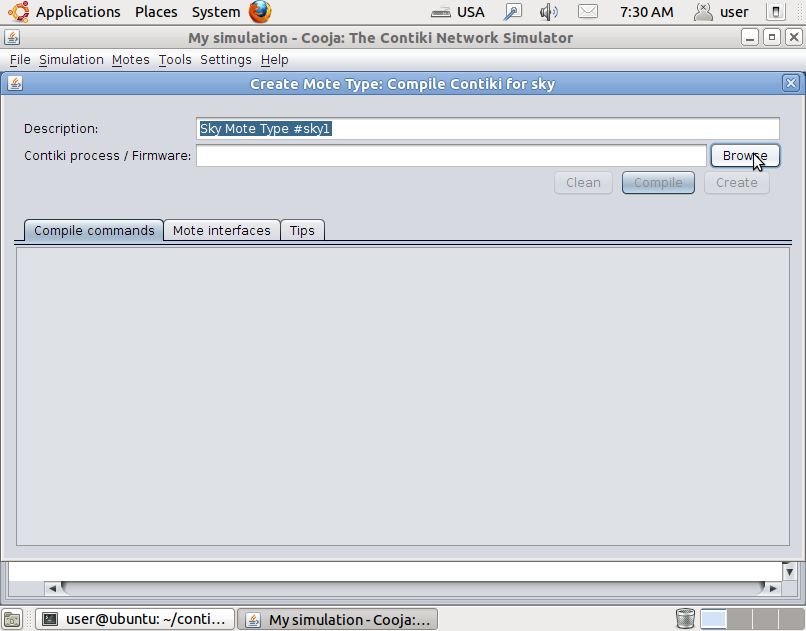 Applications Places System USA 7:30 AM user
My simulation - Cooja: The Contiki Network Simulator
File Simulation Motes Tools Settings Help
Create Mote Type: Compile Contiki for sky
Description: Sky Mote Type #sky1
Contiki process / Firmware: Browse
Clean Compile Create
Compile commands Mote interfaces Tips
user@ubuntu: ~/conti... My simulation - Cooja:...